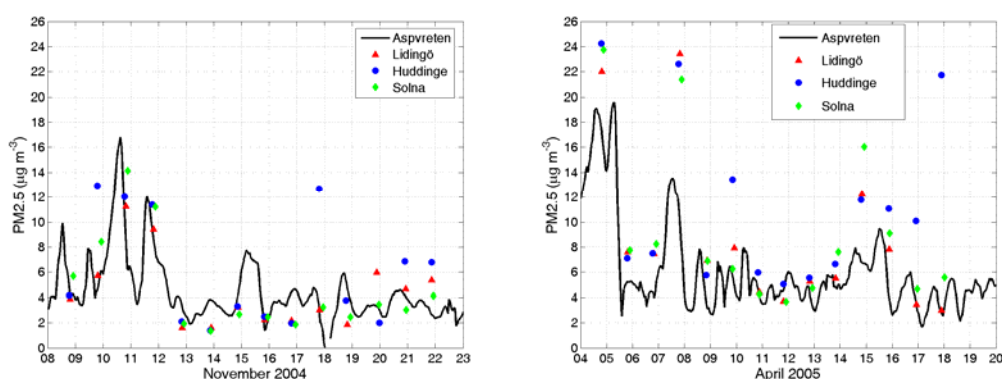 26
24
22
20
18
16
14
12
10
8
6
4
2
0
PM2.5 (µg m⁻³)
08 09 10 11 12 13 14 15 16 17 18 19 20 21 22 23
November 2004
Aspvreten
Lidingö
Huddinge
Solna
26
24
22
20
18
16
14
12
10
8
6
4
2
0
PM2.5 (µg m⁻³)
04 05 06 07 08 09 10 11 12 13 14 15 16 17 18 19 20
April 2005
Aspvreten
Lidingö
Huddinge
Solna